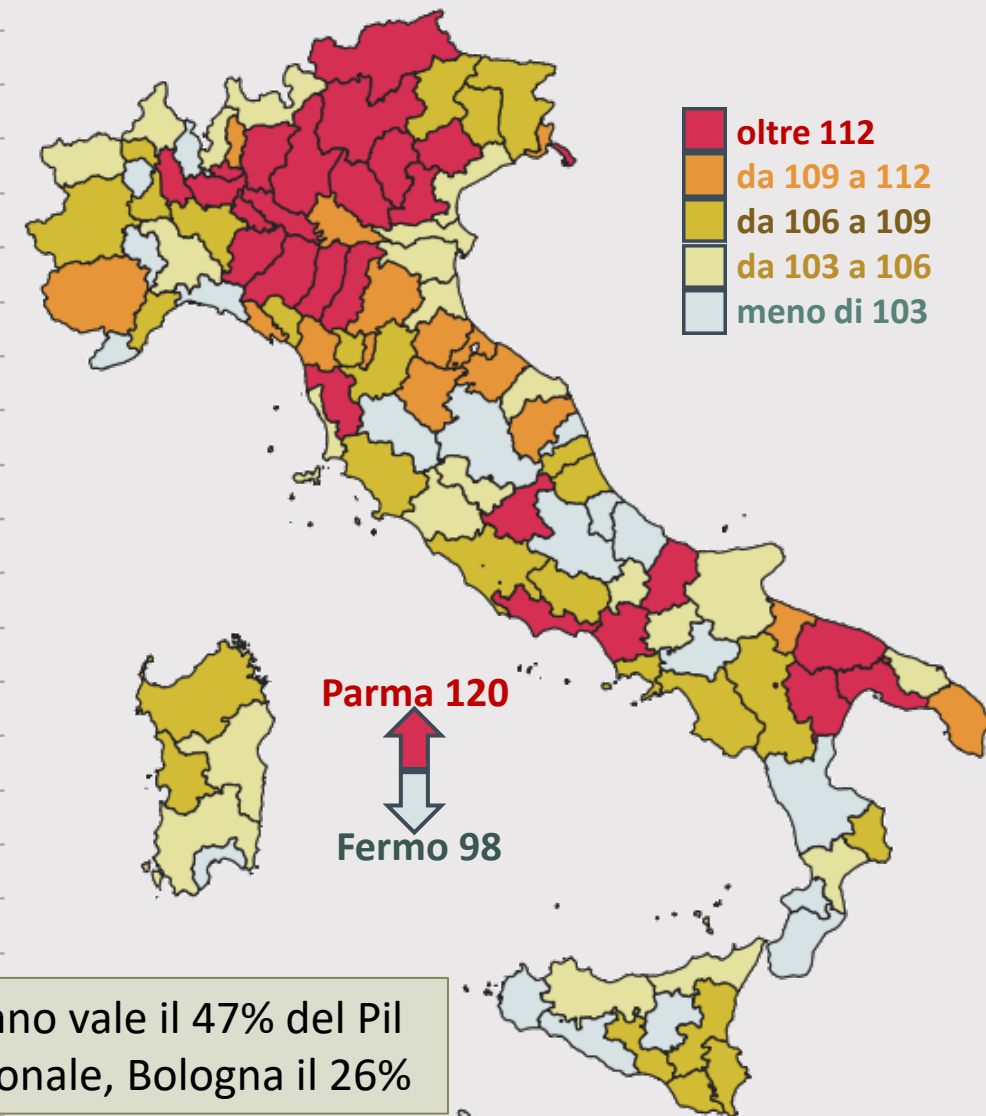 oltre 112
da 109 a 112
da 106 a 109
da 103 a 106
meno di 103
Parma 120
Fermo 98
vale il 47% del Pil
Bologna il 26%